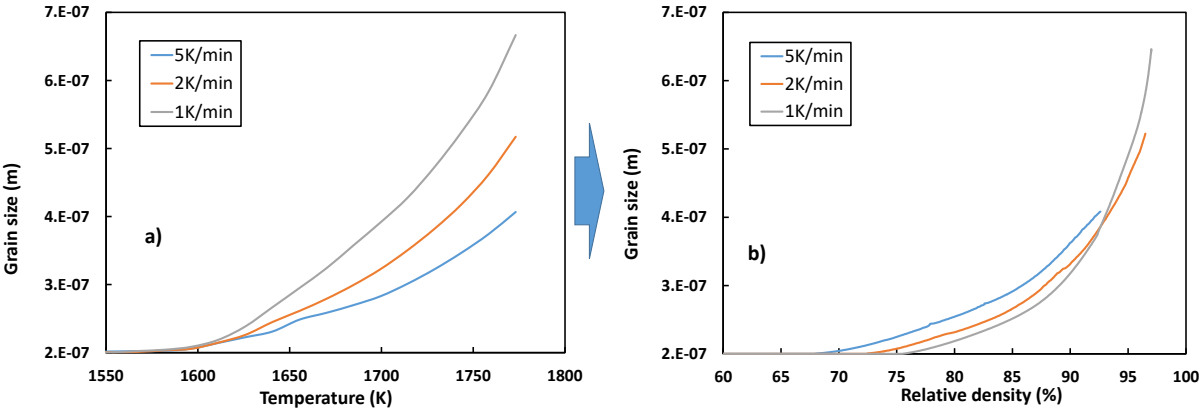 7.E-07
6.E-07
5.E-07
4.E-07
3.E-07
2.E-07
Grain size (m)
5K/min
2K/min
1K/min
a)
1550 1600 1650 1700 1750 1800
Temperature (K)
7.E-07
6.E-07
5.E-07
4.E-07
3.E-07
2.E-07
Grain size (m)
5K/min
2K/min
1K/min
b)
60 65 70 75 80 85 90 95 100
Relative density (%)